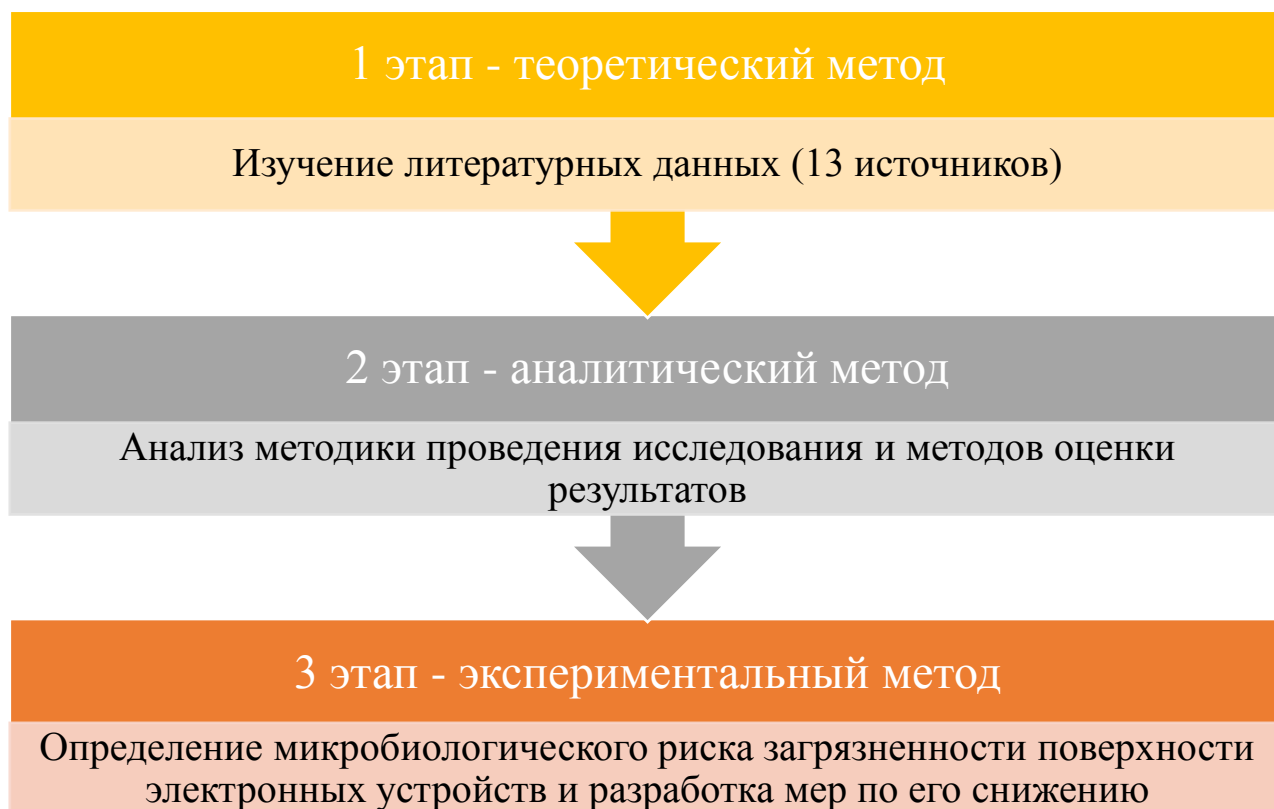 1 этап - теоретический метод
Изучение литературных данных (13 источников)
2 этап - аналитический метод
Анализ методики проведения исследования и методов оценки
результатов
3 этап - экспериментальный метод
Определение микробиологического риска загрязненности поверхности
электронных устройств и разработка мер по его снижению